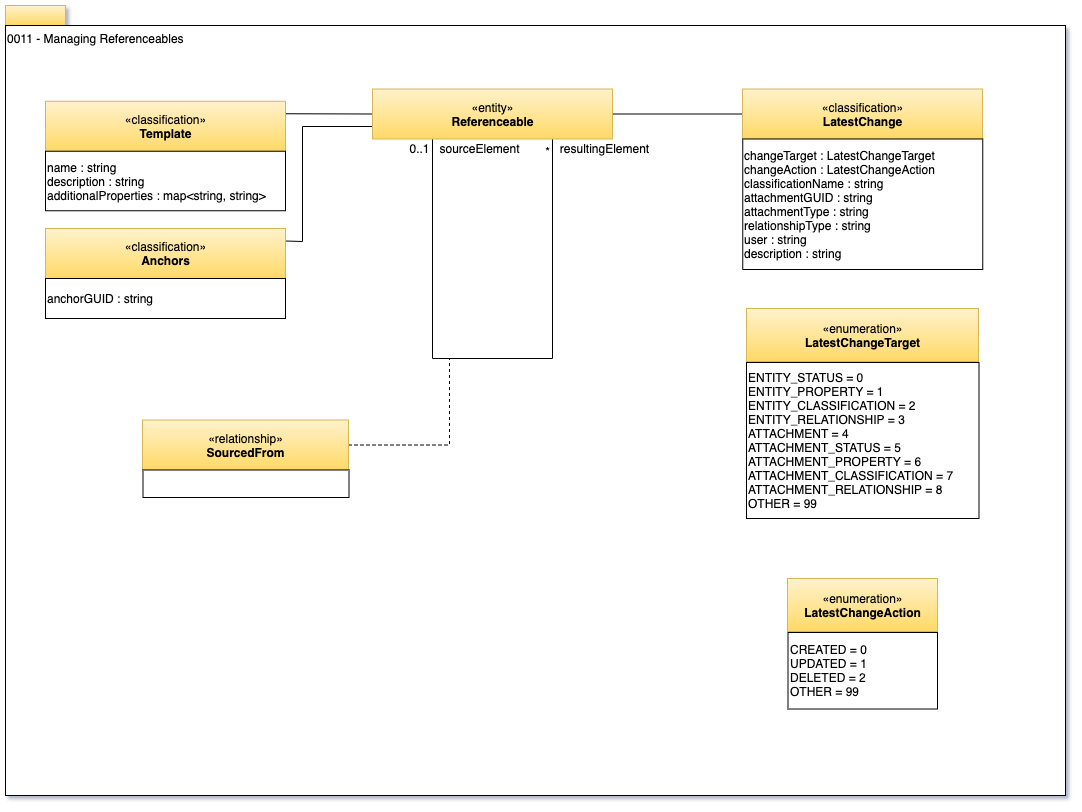 0011 - Managing Referenceables
«classification»
Template
name : string
description : string
additionalProperties : map<string, string>
«classification»
Anchors
anchorGUID : string
«entity»
Referenceable
0..1 sourceElement * resultingElement
«relationship»
SourcedFrom
«classification»
LatestChange
changeTarget : LatestChangeTarget
changeAction : LatestChangeAction
classificationName : string
attachmentGUID : string
attachmentType : string
relationshipType : string
user : string
description : string
«enumeration»
LatestChangeTarget
ENTITY_STATUS = 0
ENTITY_PROPERTY = 1
ENTITY_CLASSIFICATION = 2
ENTITY_RELATIONSHIP = 3
ATTACHMENT = 4
ATTACHMENT_STATUS = 5
ATTACHMENT_PROPERTY = 6
ATTACHMENT_CLASSIFICATION = 7
ATTACHMENT_RELATIONSHIP = 8
OTHER = 99
«enumeration»
LatestChangeAction
CREATED = 0
UPDATED = 1
DELETED = 2
OTHER = 99